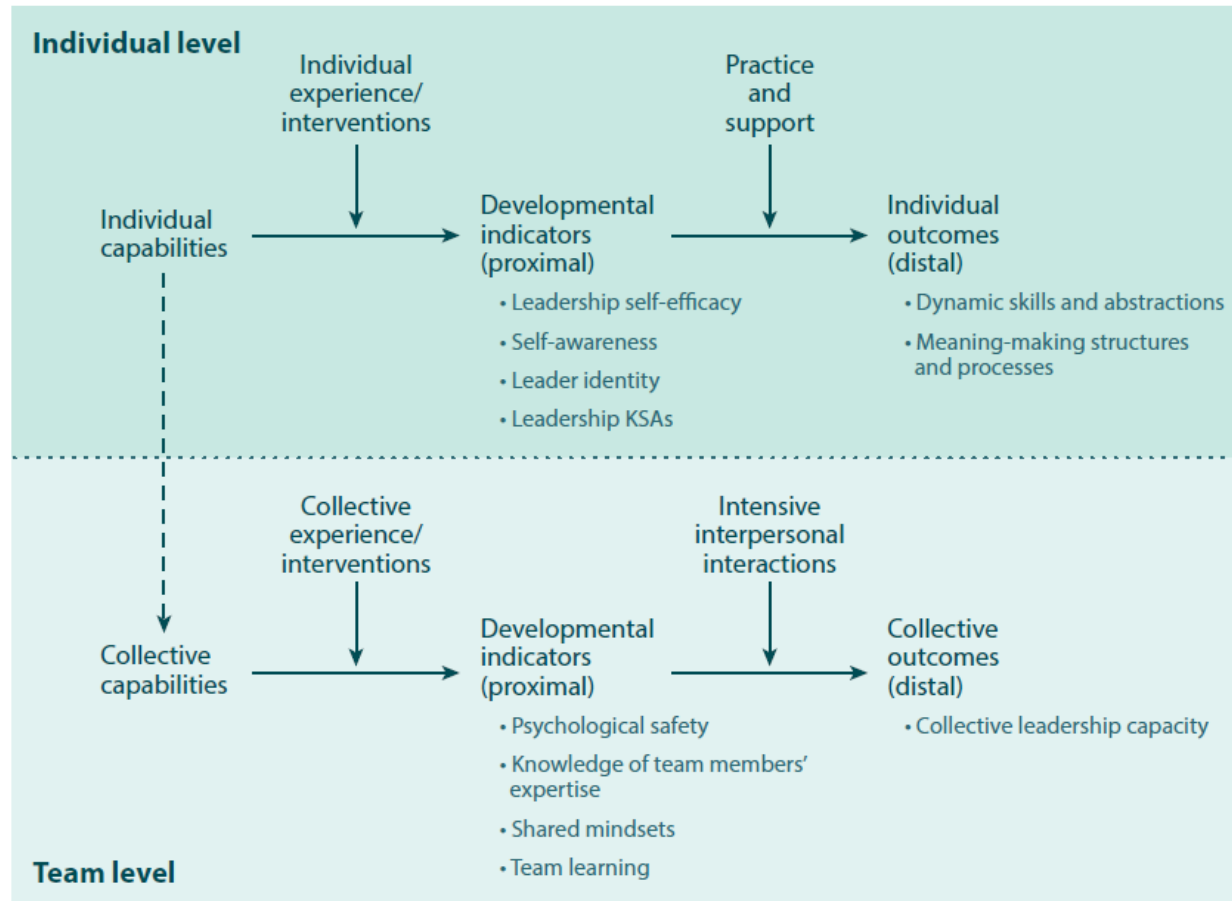 Individual level
Individual
experience/
interventions
Practice
and
support
Individual
capabilities
Developmental
indicators
(proximal)
• Leadership self-efficacy
• Self-awareness
• Leader identity
• Leadership KSAs
Individual
outcomes
(distal)
• Dynamic skills and abstractions
• Meaning-making structures
and processes
Collective
experience/
interventions
Intensive
interpersonal
interactions
Collective
capabilities
Developmental
indicators
(proximal)
• Psychological safety
• Knowledge of team members’
expertise
• Shared mindsets
• Team learning
Collective
outcomes
(distal)
• Collective leadership capacity
Team level